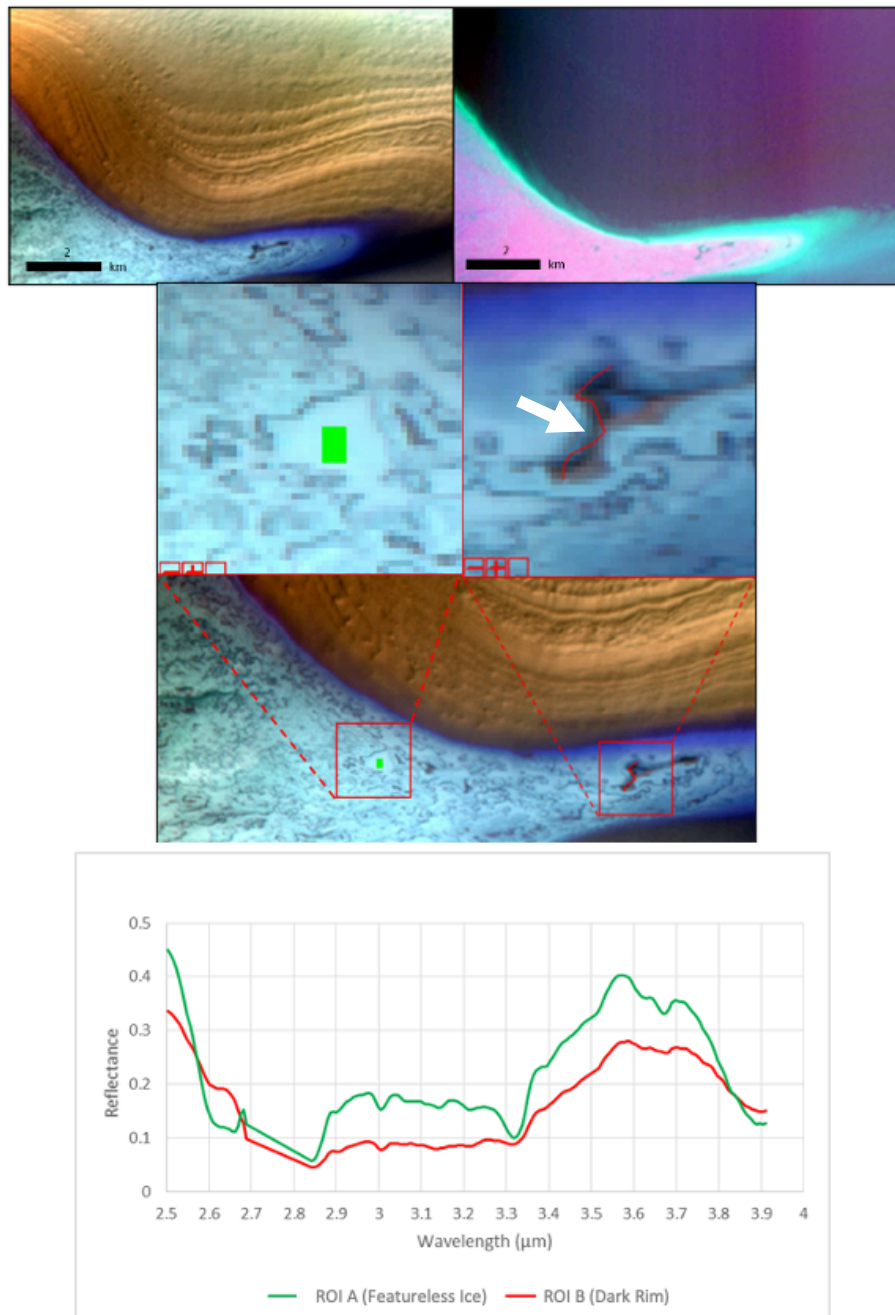 2
km
2
km
0.5
0.4
0.3
0.2
0.1
0
2.5 2.6 2.7 2.8 2.9 3 3.1 3.2 3.3 3.4 3.5 3.6 3.7 3.8 3.9 4
Reflectance
Wavelength (µm)
ROI A (Featureless Ice) ROI B (Dark Rim)